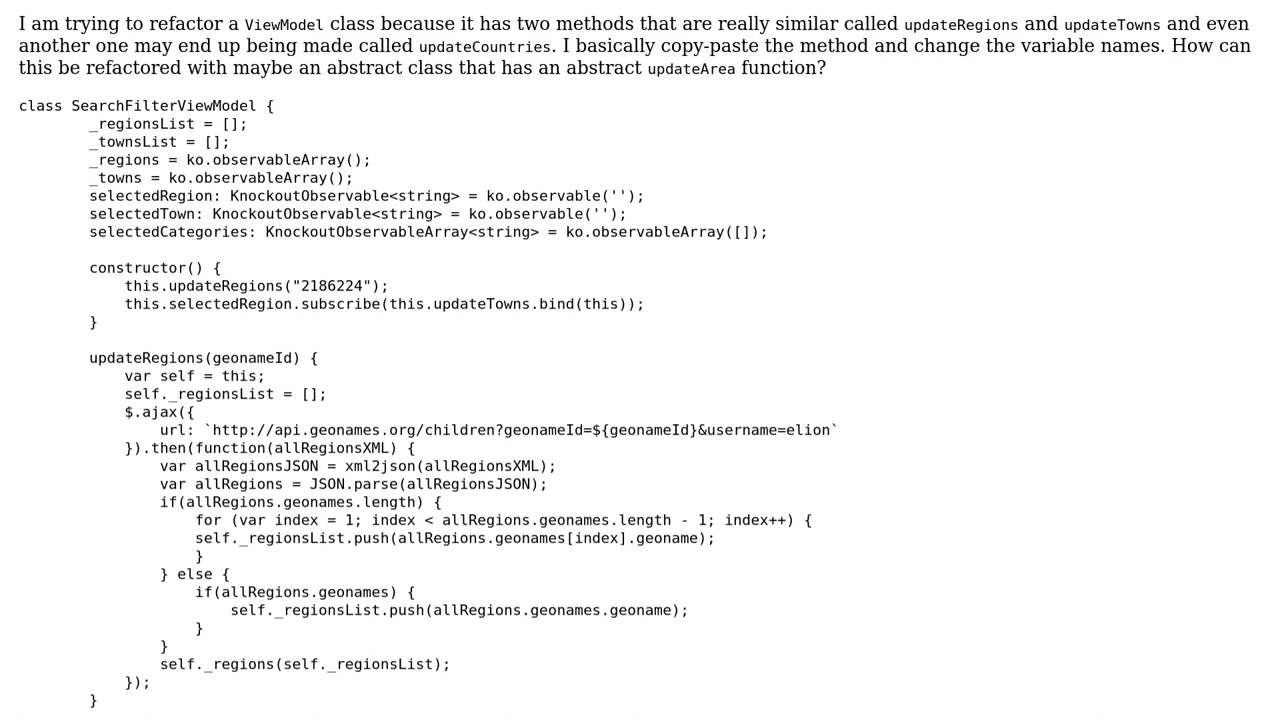 I am trying to refactor a ViewModel class because it has two methods that are really similar called updateRegions and updateTowns and even
another one may end up being made called updateCountries. I basically copy-paste the method and change the variable names. How can
this be refactored with maybe an abstract class that has an abstract updateArea function?
class SearchFilterViewModel {
        _regionsList = [];
        _townsList = [];
        _regions = ko.observableArray();
        _towns = ko.observableArray();
        selectedRegion: KnockoutObservable<string> = ko.observable('');
        selectedTown: KnockoutObservable<string> = ko.observable('');
        selectedCategories: KnockoutObservableArray<string> = ko.observableArray([]);

        constructor() {
            this.updateRegions("2186224");
            this.selectedRegion.subscribe(this.updateTowns.bind(this));
        }

        updateRegions(geonameId) {
            var self = this;
            self._regionsList = [];
            $.ajax({
                url: `http://api.geonames.org/children?geonameId=${geonameId}&username=elion`
            }).then(function(allRegionsXML) {
                var allRegionsJSON = xml2json(allRegionsXML);
                var allRegions = JSON.parse(allRegionsJSON);
                if(allRegions.geonames.length) {
                    for (var index = 1; index < allRegions.geonames.length - 1; index++) {
                    self._regionsList.push(allRegions.geonames[index].geoname);
                    }
                } else {
                    if(allRegions.geonames) {
                        self._regionsList.push(allRegions.geonames.geoname);
                    }
                }
                self._regions(self._regionsList);
            });
        }